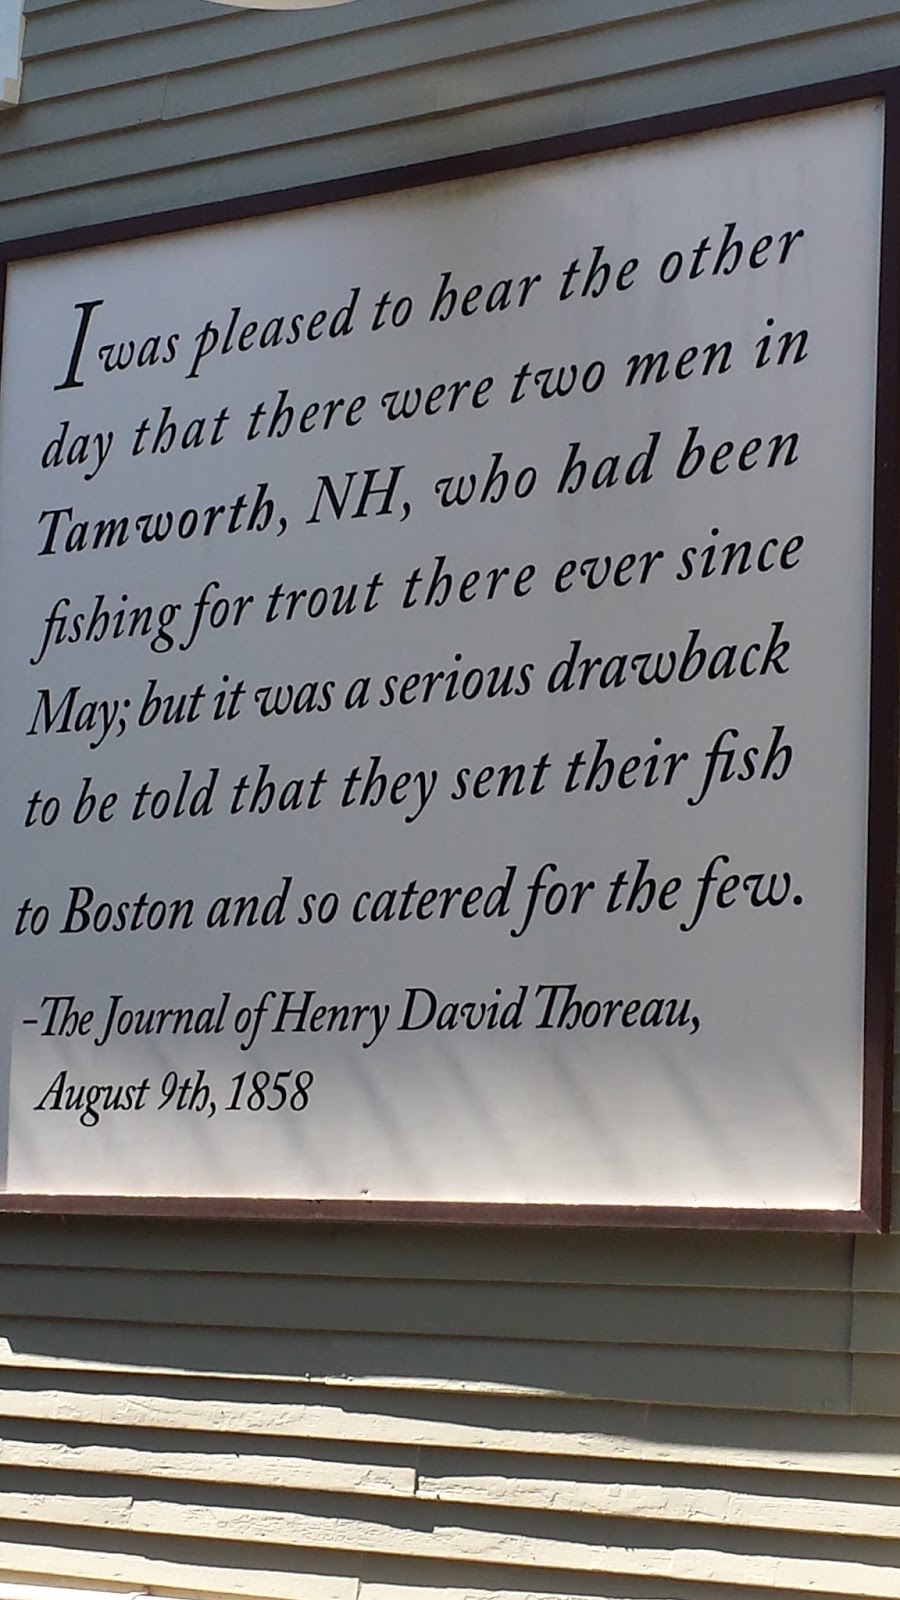 I was pleased to hear the other
day that there were two men in
Tamworth, NH, who had been
fishing for trout there ever since
May; but it was a serious drawback
to be told that they sent their fish
to Boston and so catered for the few.
-The Journal of Henry David Thoreau,
August 9th, 1858